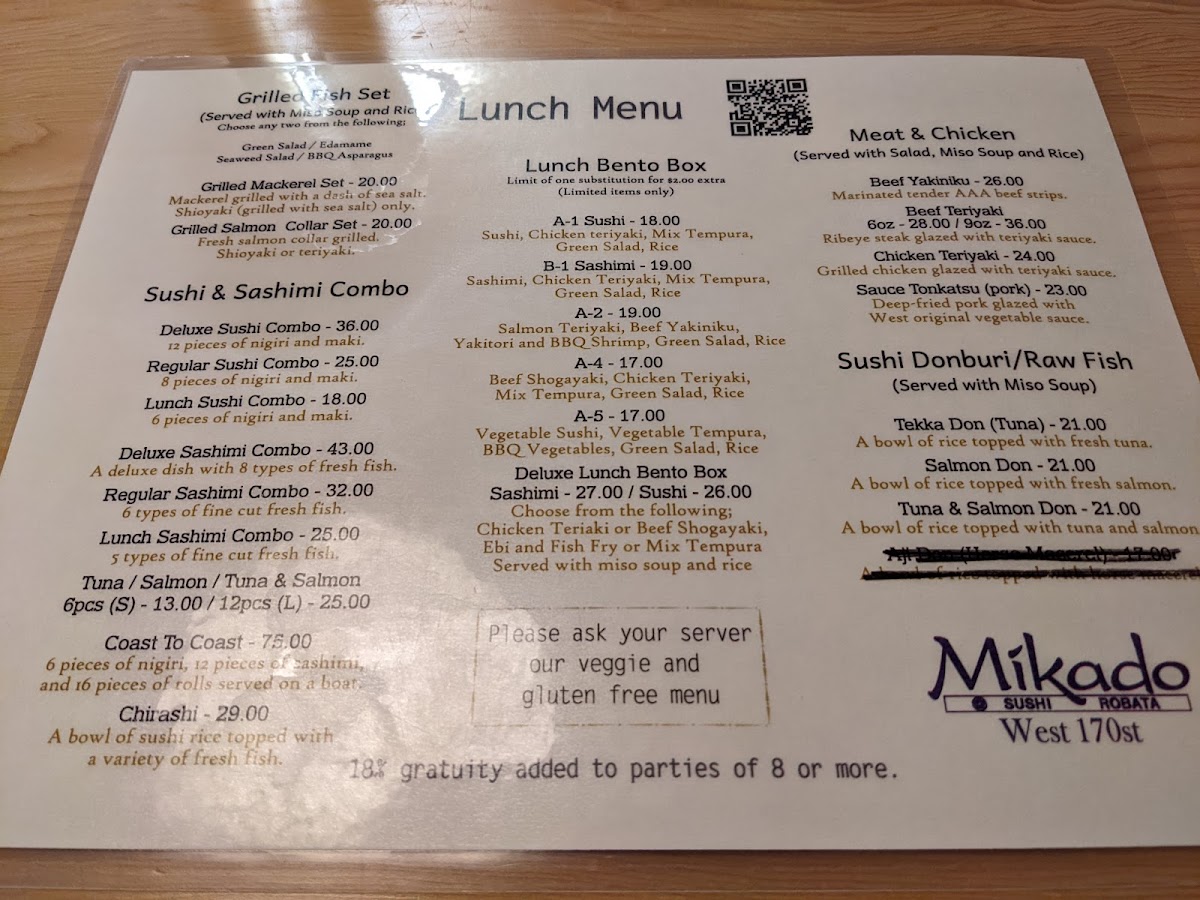 Grilled Fish Set
(Served with Miso Soup and Rice
Choose any two from the following;
Green Salad / Edamame
Seaweed Salad / BBQ Asparagus
Grilled Mackerel Set - 20.00
Mackerel grilled with a dash of sea salt.
Shioyaki (grilled with sea salt) only.
Grilled Salmon Collar Set - 20.00
Fresh salmon collar grilled.
Shioyaki or teriyaki.
Sushi & Sashimi Combo
Deluxe Sushi Combo - 36.00
12 pieces of nigiri and maki.
Regular Sushi Combo - 25.00
8 pieces of nigiri and maki.
Lunch Sushi Combo - 18.00
6 pieces of nigiri and maki.
Deluxe Sashimi Combo - 43.00
A deluxe dish with 8 types of fresh fish.
Regular Sashimi Combo - 32.00
6 types of fine cut fresh fish.
Lunch Sashimi Combo - 25.00
5 types of fine cut fresh fish.
Tuna / Salmon / Tuna & Salmon
6pcs (S) - 13.00 / 12pcs (L) - 25.00
Coast To Coast - 75.00
6 pieces of nigiri, 12 pieces of sashimi,
and 16 pieces of rolls served on a boat.
Chirashi - 29.00
A bowl of sushi rice topped with
a variety of fresh fish.
Lunch Menu
Lunch Bento Box
Limit of one substitution for $2.00 extra
(Limited items only)
A-1 Sushi - 18.00
Sushi, Chicken teriyaki, Mix Tempura,
Green Salad, Rice
B-1 Sashimi - 19.00
Sashimi, Chicken Teriyaki, Mix Tempura,
Green Salad, Rice
A-2 - 19.00
Salmon Teriyaki, Beef Yakiniku,
Yakitori and BBQ Shrimp, Green Salad, Rice
A-4 - 17.00
Beef Shogayaki, Chicken Teriyaki,
Mix Tempura, Green Salad, Rice
A-5 - 17.00
Vegetable Sushi, Vegetable Tempura,
BBQ Vegetables, Green Salad, Rice
Deluxe Lunch Bento Box
Sashimi - 27.00 / Sushi - 26.00
Choose from the following;
Chicken Teriaki or Beef Shogayaki,
Ebi and Fish Fry or Mix Tempura
Served with miso soup and rice
Please ask your server
our veggie and
gluten free menu
Meat & Chicken
(Served with Salad, Miso Soup and Rice)
Beef Yakiniku - 26.00
Marinated tender AAA beef strips.
Beef Teriyaki
6oz - 28.00 / 9oz - 36.00
Ribeye steak glazed with teriyaki sauce.
Chicken Teriyaki - 24.00
Grilled chicken glazed with teriyaki sauce.
Sauce Tonkatsu (pork) - 23.00
Deep-fried pork glazed with
West original vegetable sauce.
Sushi Donburi/Raw Fish
(Served with Miso Soup)
Tekka Don (Tuna) - 21.00
A bowl of rice topped with fresh tuna.
Salmon Don - 21.00
A bowl of rice topped with fresh salmon.
Tuna & Salmon Don - 21.00
A bowl of rice topped with tuna and salmon
Aji Don (Horse Macerel) - 17.00
A bowl of rice topped with horse
Mikado
SUSHI ROBATA
West 170st
18% gratuity added to parties of 8 or more.